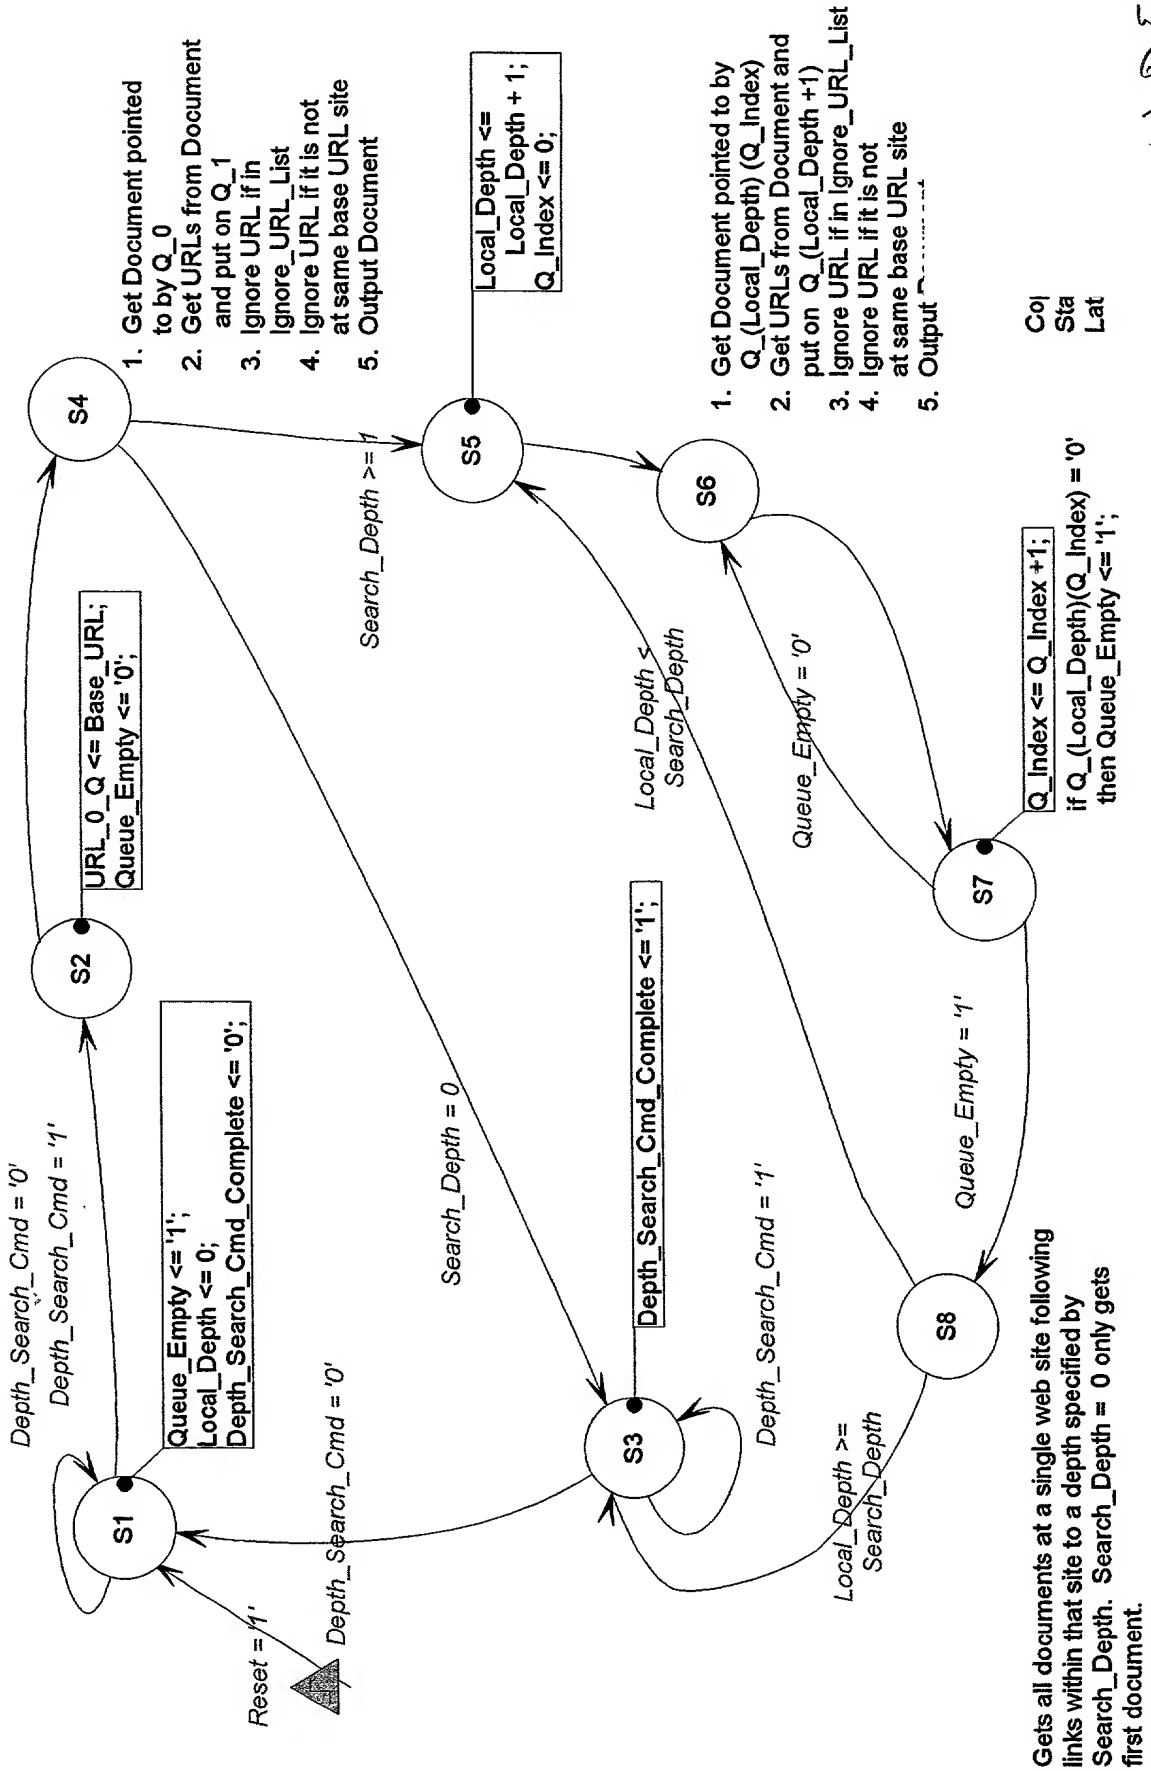 Depth_Search_Cmd = '0'
Depth_Search_Cmd = '1'
S1
Reset = '1'
Queue_Empty <= '1';
Local_Depth <= 0;
Depth_Search_Cmd_Complete <= '0';
Depth_Search_Cmd = '0'
S2
URL_0_Q <= Base_URL;
Queue_Empty <= '0';
S4
1. Get Document pointed
to by Q_0
2. Get URLs from Document
and put on Q_1
3. Ignore URL if in
Ignore_URL_List
4. Ignore URL if it is not
at same base URL site
5. Output Document
Search_Depth >= 1
Search_Depth = 0
S5
Local_Depth <=
Local_Depth + 1;
Q_Index <= 0;
S3
Depth_Search_Cmd_Complete <= '1';
Depth_Search_Cmd = '1'
Local_Depth <
Search_Depth
S6
1. Get Document pointed to by
Q_(Local_Depth) (Q_Index)
2. Get URLs from Document and
put on Q_(Local_Depth +1)
3. Ignore URL if in Ignore_URL_List
4. Ignore URL if it is not
at same base URL site
5. Output
Queue_Empty = '0'
Local_Depth >=
Search_Depth
S8
Queue_Empty = '1'
S7
Q_Index <= Q_Index +1;
if Q_(Local_Depth)(Q_Index) = '0'
then Queue_Empty <= '1';
Sta
Lat
Gets all documents at a single web site following
links within that site to a depth specified by
Search_Depth. Search_Depth = 0 only gets
first document.